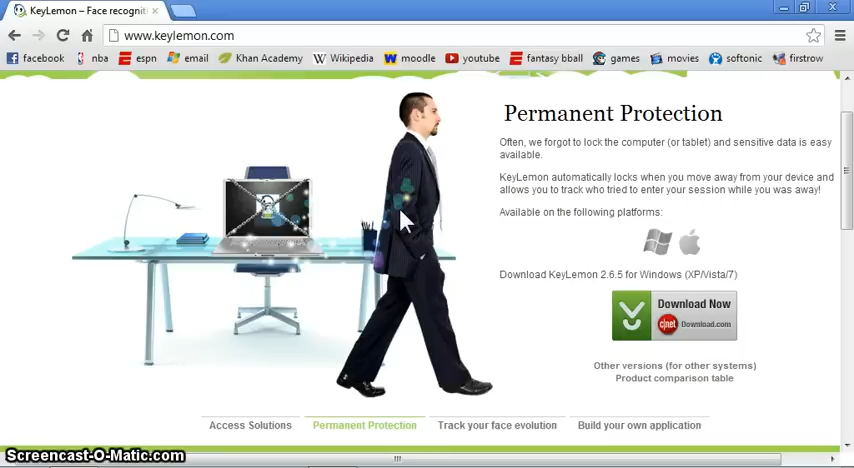 KeyLemon – Face recognit
www.keylemon.com
facebook nba espn email Khan Academy Wikipedia moodle youtube fantasy bball games movies softonic firstrow
Permanent Protection
Often, we forgot to lock the computer (or tablet) and sensitive data is easy
available.
KeyLemon automatically locks when you move away from your device and
allows you to track who tried to enter your session while you was away!
Available on the following platforms:
Download KeyLemon 2.6.5 for Windows (XP/Vista/7)
Download Now
c|net Download.com
Other versions (for other systems)
Product comparison table
Access Solutions Permanent Protection Track your face evolution Build your own application
Screencast-O-Matic.com